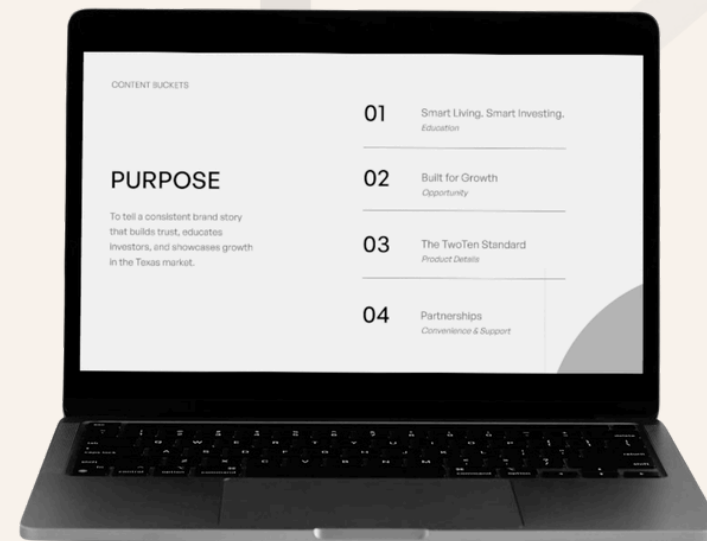 CONTENT BUCKETS
PURPOSE
To tell a consistent brand story
that builds trust, educates
investors, and showcases growth
in the Texas market.
01
Smart Living. Smart Investing.
Education
02
Built for Growth
Opportunity
03
The TwoTen Standard
Product Details
04
Partnerships
Convenience & Support